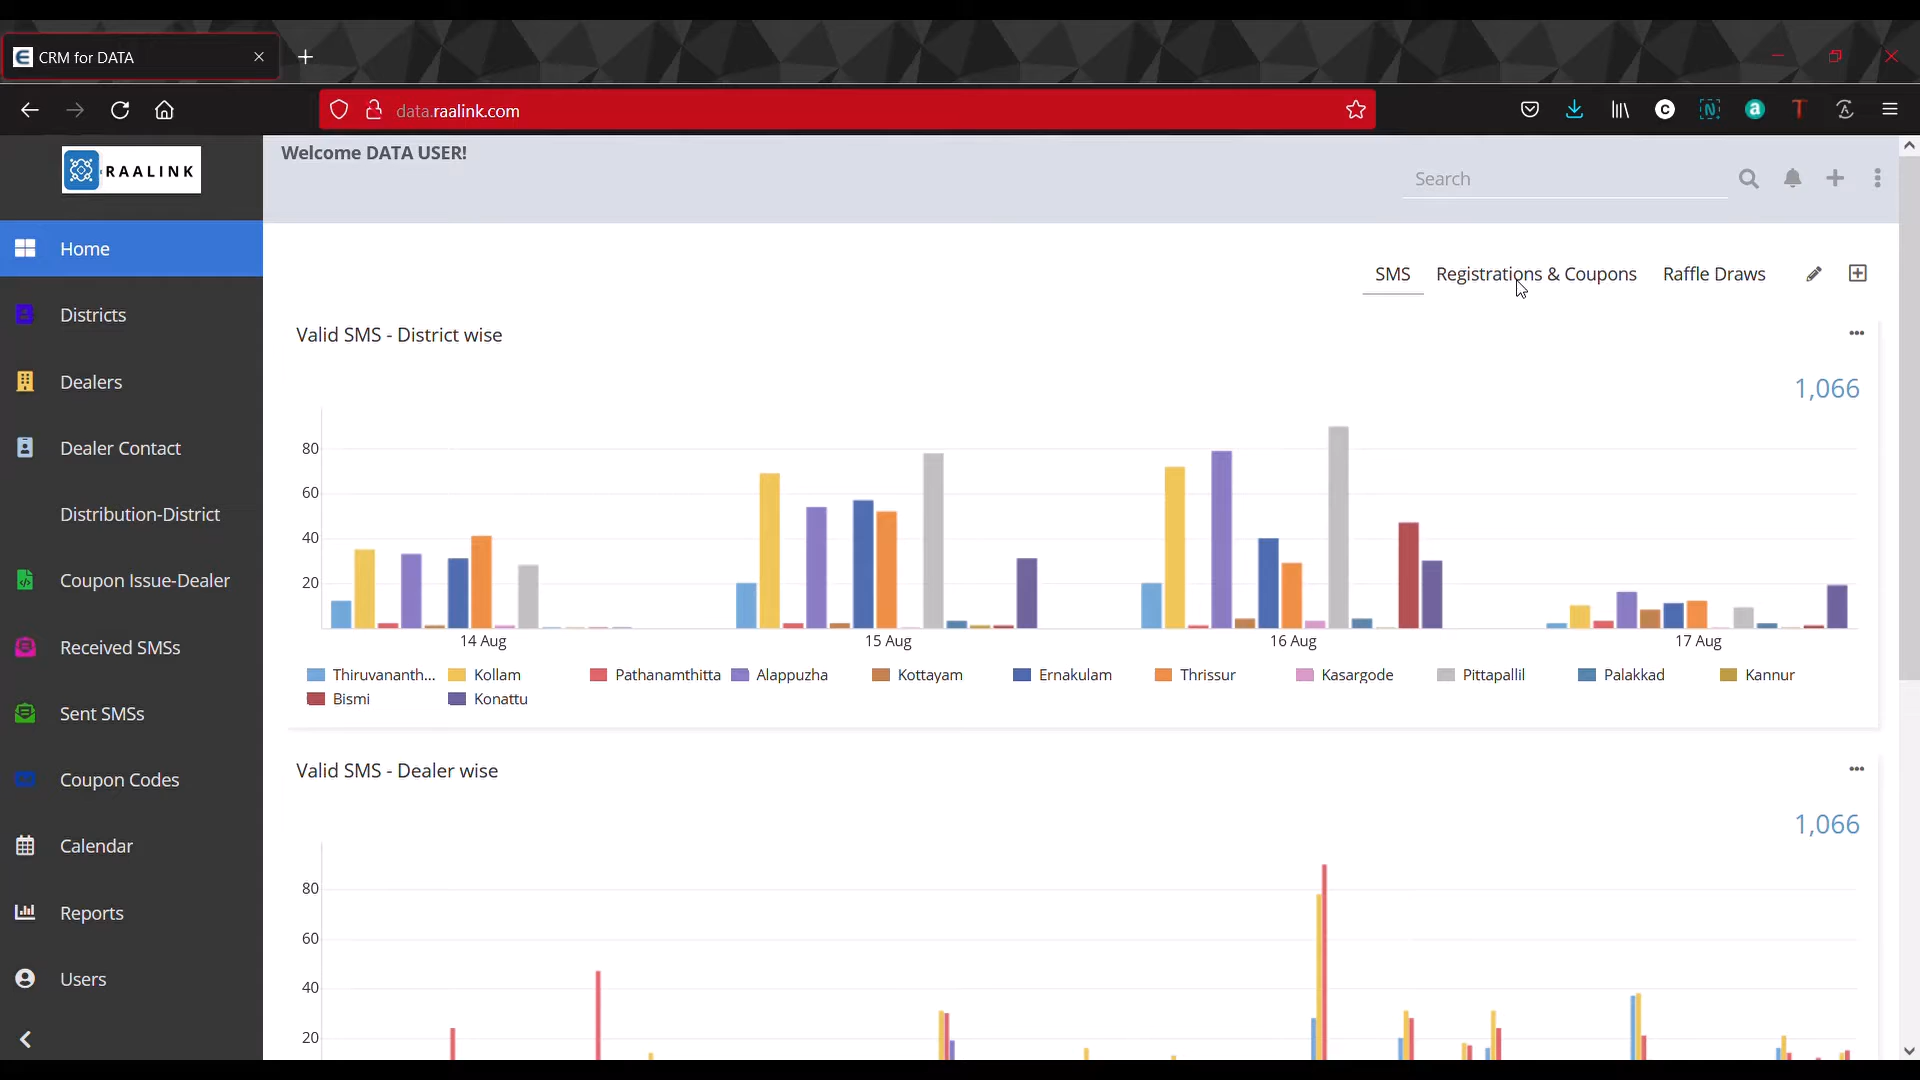 CRM for DATA
data.raalink.com
RAALINK
Welcome DATA USER!
Search
Home
Districts
Dealers
Dealer Contact
Distribution-District
Coupon Issue-Dealer
Received SMSs
Sent SMSs
Coupon Codes
Calendar
Reports
Users
SMS Registrations & Coupons Raffle Draws
Valid SMS - District wise
1,066
80
60
40
20
14 Aug 15 Aug 16 Aug 17 Aug
Thiruvananth... Kollam Pathanamthitta Alappuzha Kottayam Ernakulam Thrissur Kasargode Pittapallil Palakkad Kannur
Bismi Konattu
Valid SMS - Dealer wise
1,066
80
60
40
20